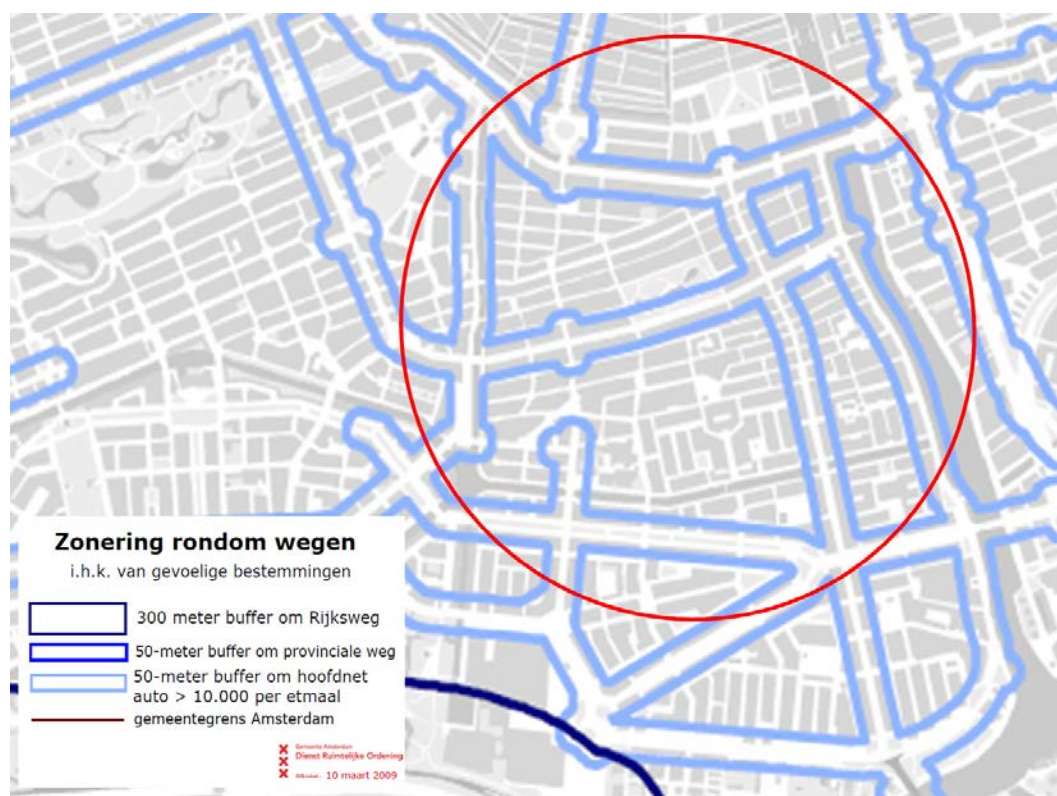 Zonering rondom wegen
i.h.k. van gevoelige bestemmingen
300 meter buffer om Rijksweg
50-meter buffer om provinciale weg
50-meter buffer om hoofdnet
auto > 10.000 per etmaal
gemeentegrens Amsterdam
Gemeente Amsterdam
Dienst Ruimtelijke Ordening
10 maart 2009